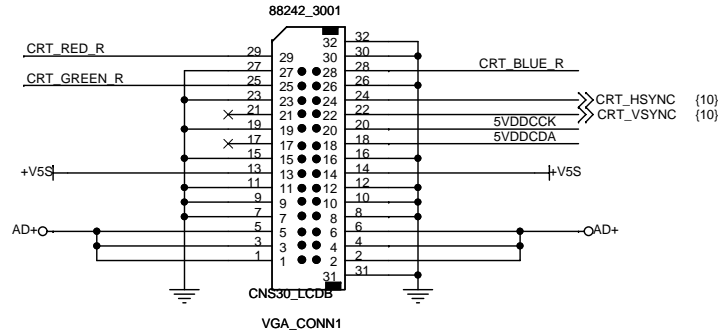 88242_3001
32 32
CRT_RED_R 29 29 30 30
27 27 28 28 CRT_BLUE_R
CRT_GREEN_R 25 25 26 26
23 23 24 24 CRT_HSYNC {10}
21 21 22 22 CRT_VSYNC {10}
19 19 20 20 5VDDCCK
17 17 18 18 5VDDCDA
15 15 16 16
+V5S 13 13 14 14 +V5S
11 11 12 12
9 9 10 10
7 7 8 8
AD+ 5 5 6 6 AD+
3 3 4 4
1 1 2 2
31 31
CNS30_LCDB
VGA_CONN1